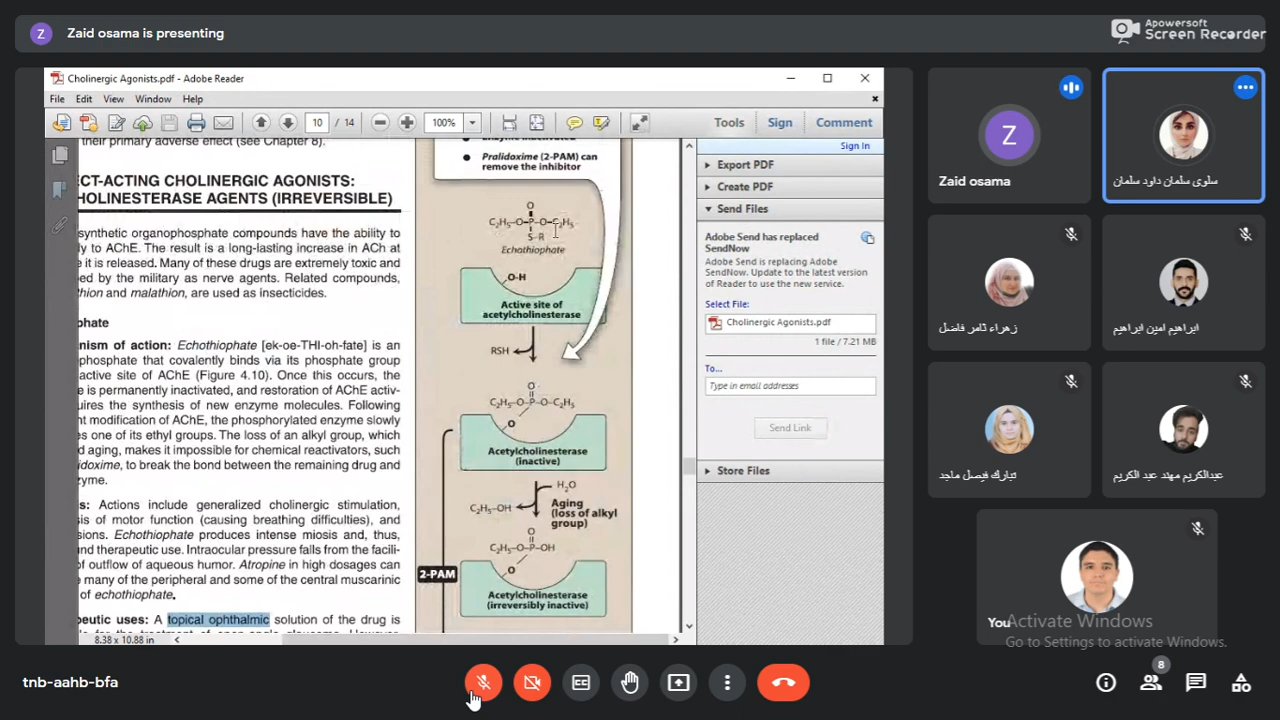 Z
Zaid osama is presenting
Apowersoft
Screen Recorder
Cholinergic Agonists.pdf - Adobe Reader
File Edit View Window Help
10 / 14
100%
Tools Sign Comment
their primary adverse effect (see Chapter 8).
ECT-ACTING CHOLINERGIC AGONISTS:
HOLINESTERASE AGENTS (IRREVERSIBLE)
synthetic organophosphate compounds have the ability to
ly to AChE. The result is a long-lasting increase in ACh at
e it is released. Many of these drugs are extremely toxic and
ped by the military as nerve agents. Related compounds,
thion and malathion, are used as insecticides.
phate
nism of action: Echothiophate [ek-oe-THI-oh-fate] is an
phosphate that covalently binds via its phosphate group
active site of AChE (Figure 4.10). Once this occurs, the
e is permanently inactivated, and restoration of AChE activ-
uires the synthesis of new enzyme molecules. Following
nt modification of AChE, the phosphorylated enzyme slowly
es one of its ethyl groups. The loss of an alkyl group, which
d aging, makes it impossible for chemical reactivators, such
idoxime, to break the bond between the remaining drug and
zyme.
s: Actions include generalized cholinergic stimulation,
sis of motor function (causing breathing difficulties), and
sions. Echothiophate produces intense miosis and, thus,
und therapeutic use. Intraocular pressure falls from the facili-
of outflow of aqueous humor. Atropine in high dosages can
e many of the peripheral and some of the central muscarinic
of echothiophate.
peutic uses: A topical ophthalmic solution of the drug is
8.38 x 10.88 in
Pralidoxime (2-PAM) can
remove the inhibitor
O
C₂H₅–O–P–O–C₂H₅
S–R
Echothiophate
O-H
Active site of
acetylcholinesterase
RSH
O
C₂H₅–O–P–O–C₂H₅
O
Acetylcholinesterase
(inactive)
H₂O
C₂H₅–OH
Aging
(loss of alkyl
group)
O
C₂H₅–O–P–OH
O
2-PAM
Acetylcholinesterase
(irreversibly inactive)
Sign In
Export PDF
Create PDF
Send Files
Adobe Send has replaced
SendNow
Update to the latest version
of Reader to use the new service.
Select File:
Cholinergic Agonists.pdf
1 file / 7.21 MB
To...
Type in email addresses
Send Link
Store Files
Z
Zaid osama
سلوى سلمان داود سلمان
زهراء ثامر فاضل
ابراهيم امين ابراهيم
تبارك فيصل ماجد
عبدالكريم مهند عبد الكريم
You
Activate Windows
Go to Settings to activate Windows.
tnb-aahb-bfa
8